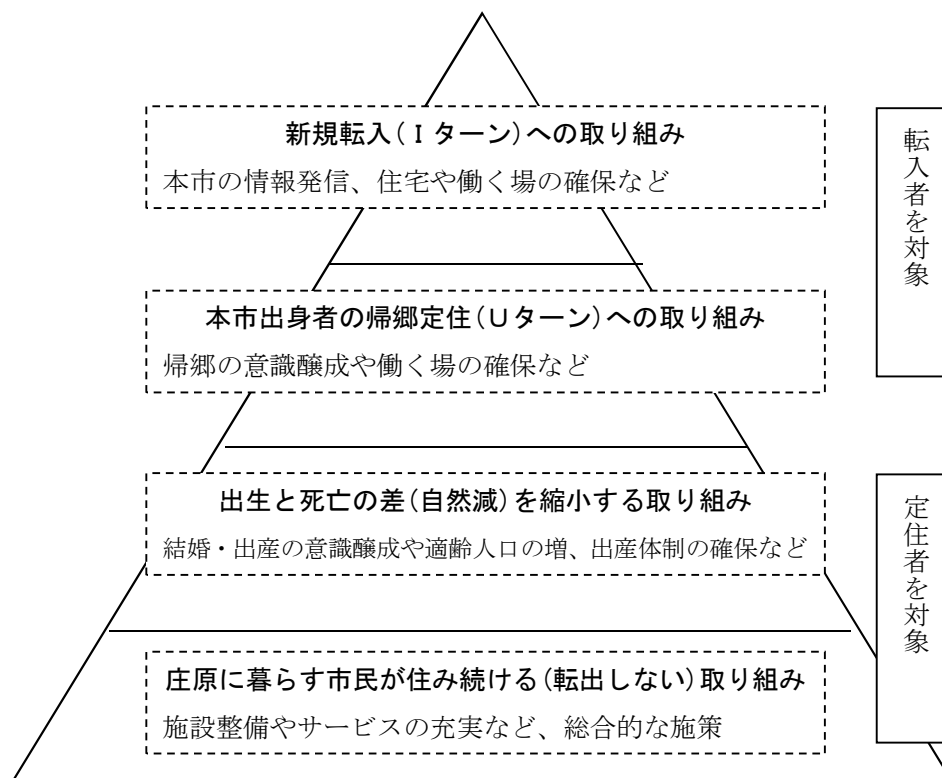 新規転入(Iターン)への取り組み
本市の情報発信、住宅や働く場の確保など
転入者を対象
本市出身者の帰郷定住(Uターン)への取り組み
帰郷の意識醸成や働く場の確保など
出生と死亡の差(自然減)を縮小する取り組み
結婚・出産の意識醸成や適齢人口の増、出産体制の確保など
定住者を対象
庄原に暮らす市民が住み続ける(転出しない)取り組み
施設整備やサービスの充実など、総合的な施策